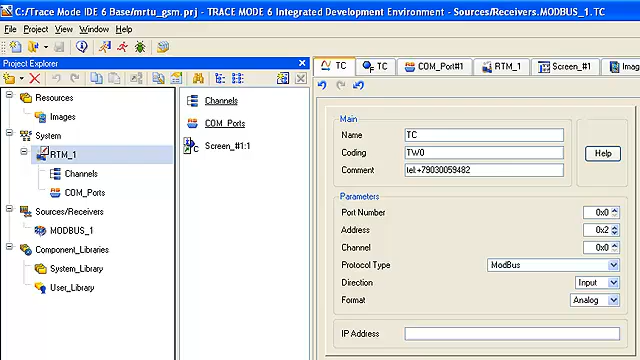 C:/Trace Mode IDE 6 Base/mrtu_gsm.prj - TRACE MODE 6 Integrated Development Environment - Sources/Receivers.MODBUS_1.TC
File Project View Window Help
Project Explorer
Resources
Images
System
RTM_1
Channels
COM_Ports
Sources/Receivers
MODBUS_1
Component_Libraries
System_Library
User_Library
Channels
COM_Ports
Screen_#1:1
TC TC COM_Port#1 RTM_1 Screen_#1 Imag
Main
Name TC
Coding TW0
Comment tel:+79030059482
Help
Parameters
Port Number 0x0
Address 0x2
Channel 0x0
Protocol Type ModBus
Direction Input
Format Analog
IP Address